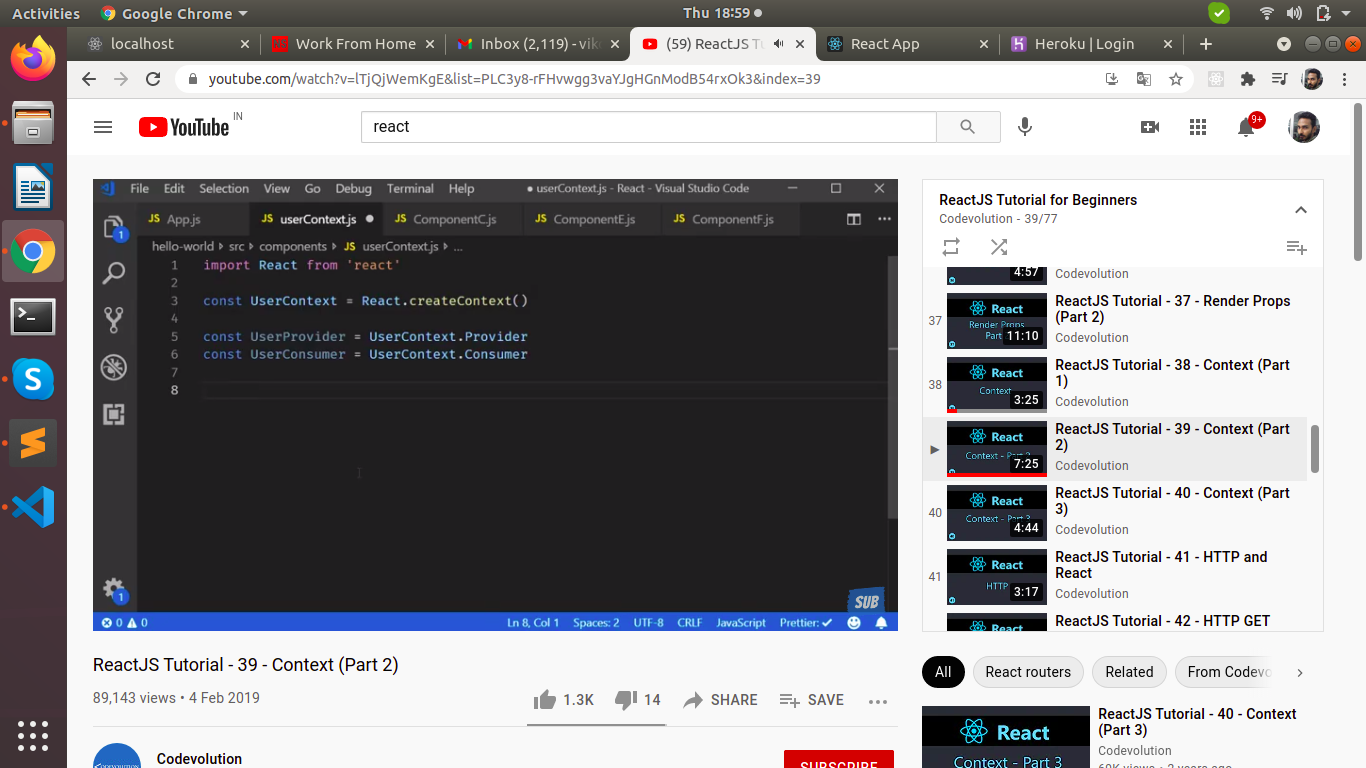 Activities Google Chrome Thu 18:59
localhost Work From Home Inbox (2,119) - vik (59) ReactJS Tu React App Heroku | Login
youtube.com/watch?v=lTjQjWemKgE&list=PLC3y8-rFHvwgg3vaYJgHGnModB54rxOk3&index=39
YouTube IN react 9+
File Edit Selection View Go Debug Terminal Help ● userContext.js - React - Visual Studio Code
JS App.js JS userContext.js ● JS ComponentC.js JS ComponentE.js JS ComponentF.js
hello-world › src › components › JS userContext.js › ...
1 import React from 'react'
2
3 const UserContext = React.createContext()
4
5 const UserProvider = UserContext.Provider
6 const UserConsumer = UserContext.Consumer
7
8
1
1
SUB
0 0 Ln 8, Col 1 Spaces: 2 UTF-8 CRLF JavaScript Prettier: ✓
ReactJS Tutorial - 39 - Context (Part 2)
89,143 views • 4 Feb 2019
1.3K 14 SHARE SAVE
Codevolution
SUBSCRIBE
ReactJS Tutorial for Beginners
Codevolution - 39/77
4:57
Codevolution
37
React
Render Props
Part
11:10
ReactJS Tutorial - 37 - Render Props
(Part 2)
Codevolution
38
React
Context
3:25
ReactJS Tutorial - 38 - Context (Part
1)
Codevolution
React
Context - Part 2
7:25
ReactJS Tutorial - 39 - Context (Part
2)
Codevolution
40
React
Context - Part 3
4:44
ReactJS Tutorial - 40 - Context (Part
3)
Codevolution
41
React
HTTP
3:17
ReactJS Tutorial - 41 - HTTP and
React
Codevolution
React
ReactJS Tutorial - 42 - HTTP GET
All React routers Related From Codevo
React
Context - Part 3
ReactJS Tutorial - 40 - Context
(Part 3)
Codevolution
60K views • 2 years ago